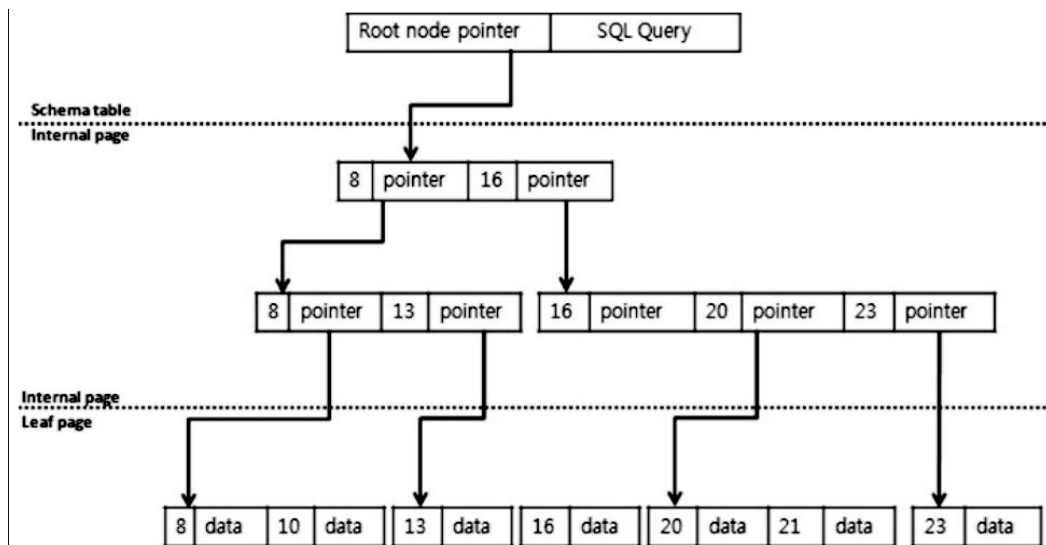 Root node pointer SQL Query
Schema table
Internal page
8 pointer 16 pointer
8 pointer 13 pointer 16 pointer 20 pointer 23 pointer
Internal page
Leaf page
8 data 10 data 13 data 16 data 20 data 21 data 23 data